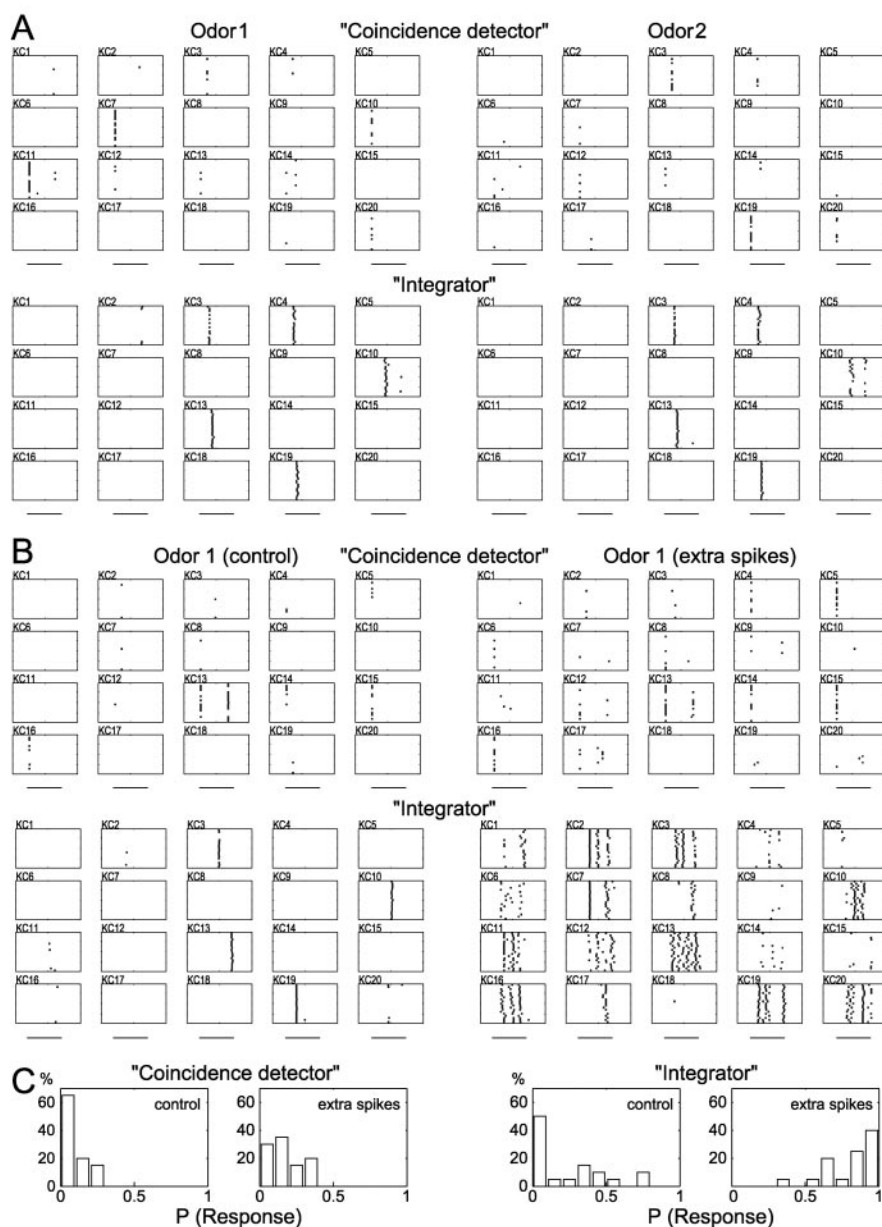 A
Odor 1 "Coincidence detector" Odor 2
KC1 KC2 KC3 KC4 KC5 KC1 KC2 KC3 KC4 KC5
KC6 KC7 KC8 KC9 KC10 KC6 KC7 KC8 KC9 KC10
KC11 KC12 KC13 KC14 KC15 KC11 KC12 KC13 KC14 KC15
KC16 KC17 KC18 KC19 KC20 KC16 KC17 KC18 KC19 KC20
"Integrator"
KC1 KC2 KC3 KC4 KC5 KC1 KC2 KC3 KC4 KC5
KC6 KC7 KC8 KC9 KC10 KC6 KC7 KC8 KC9 KC10
KC11 KC12 KC13 KC14 KC15 KC11 KC12 KC13 KC14 KC15
KC16 KC17 KC18 KC19 KC20 KC16 KC17 KC18 KC19 KC20
B
Odor 1 (control) "Coincidence detector" Odor 1 (extra spikes)
KC1 KC2 KC3 KC4 KC5 KC1 KC2 KC3 KC4 KC5
KC6 KC7 KC8 KC9 KC10 KC6 KC7 KC8 KC9 KC10
KC11 KC12 KC13 KC14 KC15 KC11 KC12 KC13 KC14 KC15
KC16 KC17 KC18 KC19 KC20 KC16 KC17 KC18 KC19 KC20
"Integrator"
KC1 KC2 KC3 KC4 KC5 KC1 KC2 KC3 KC4 KC5
KC6 KC7 KC8 KC9 KC10 KC6 KC7 KC8 KC9 KC10
KC11 KC12 KC13 KC14 KC15 KC11 KC12 KC13 KC14 KC15
KC16 KC17 KC18 KC19 KC20 KC16 KC17 KC18 KC19 KC20
C
% "Coincidence detector" % "Integrator"
60 control 60 extra spikes 60 control 60 extra spikes
40 40 40 40
20 20 20 20
0 0.5 1 0 0.5 1 0 0.5 1 0 0.5 1
P (Response) P (Response)